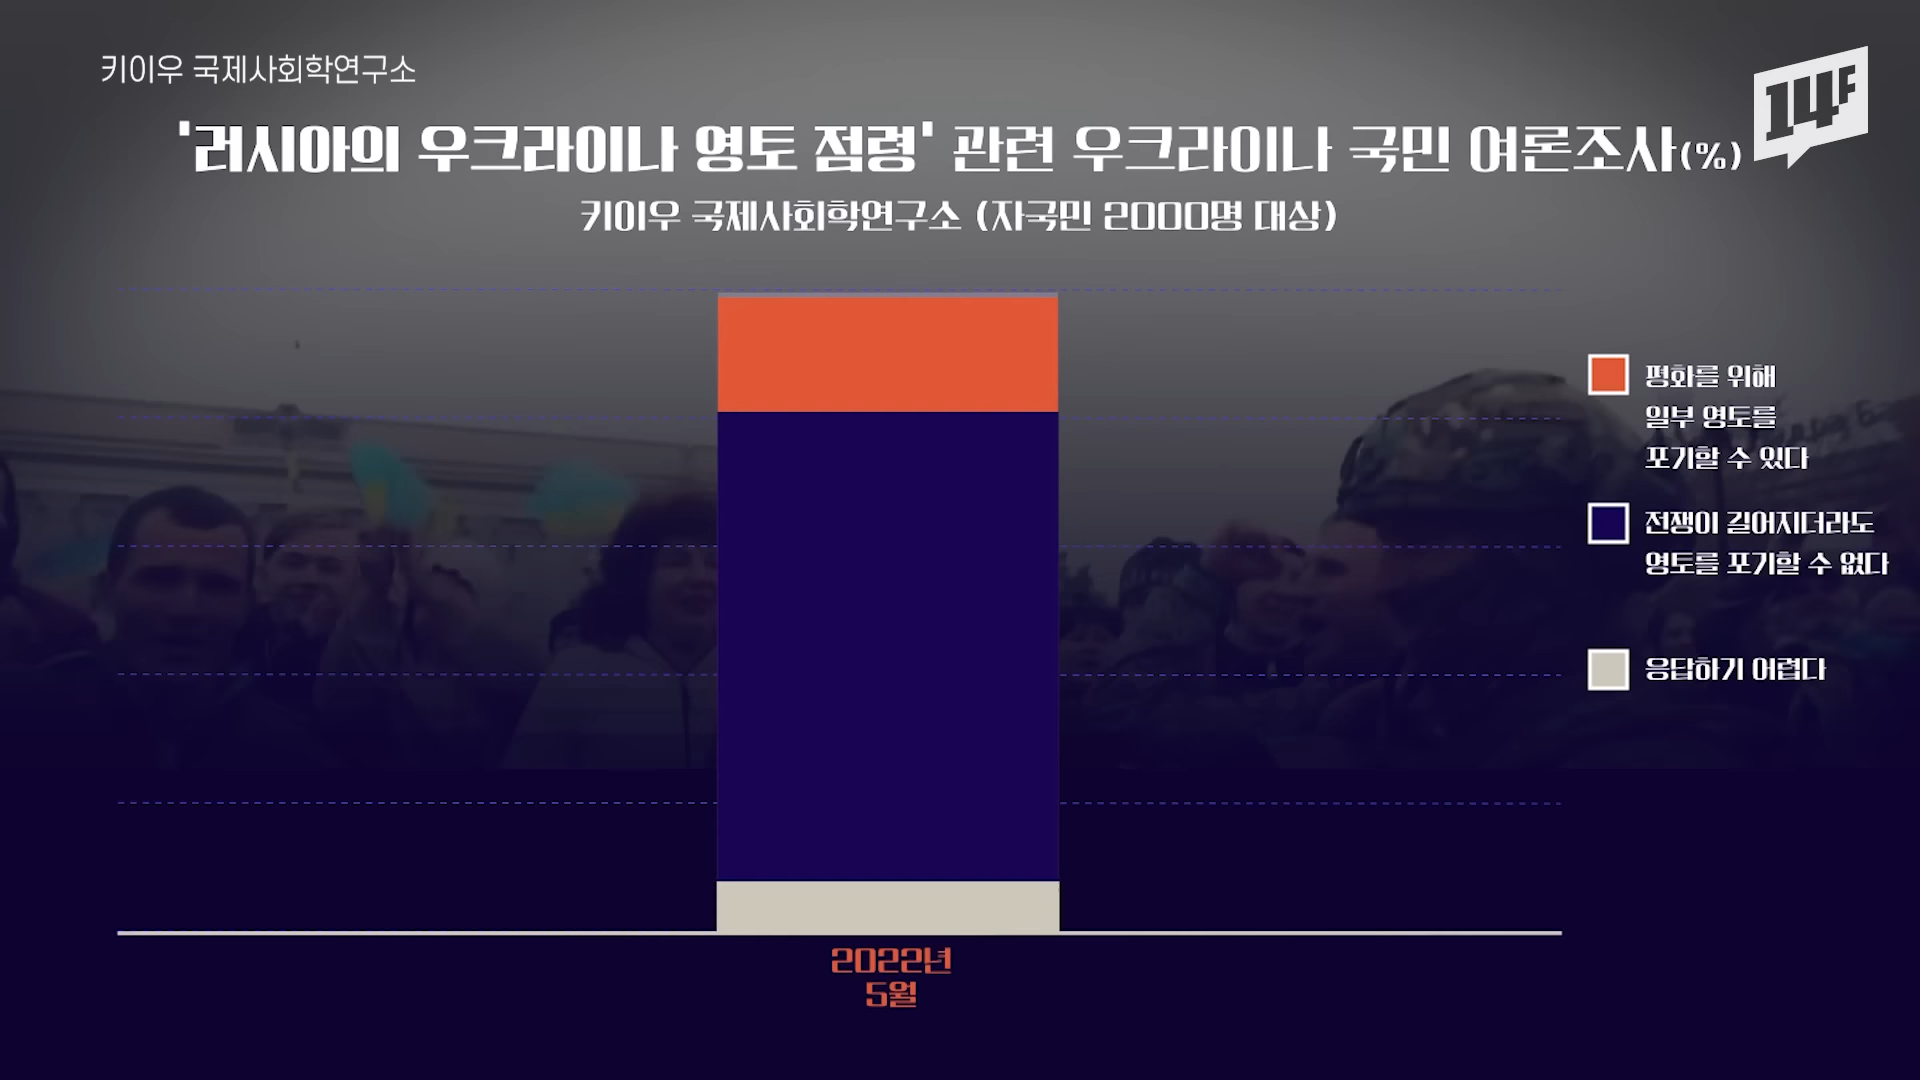 키이우 국제사회학연구소
14F
'러시아의 우크라이나 영토 점령' 관련 우크라이나 국민 여론조사(%)
키이우 국제사회학연구소 (자국민 2000명 대상)
평화를 위해
일부 영토를
포기할 수 있다
전쟁이 길어지더라도
영토를 포기할 수 없다
응답하기 어렵다
2022년
5월